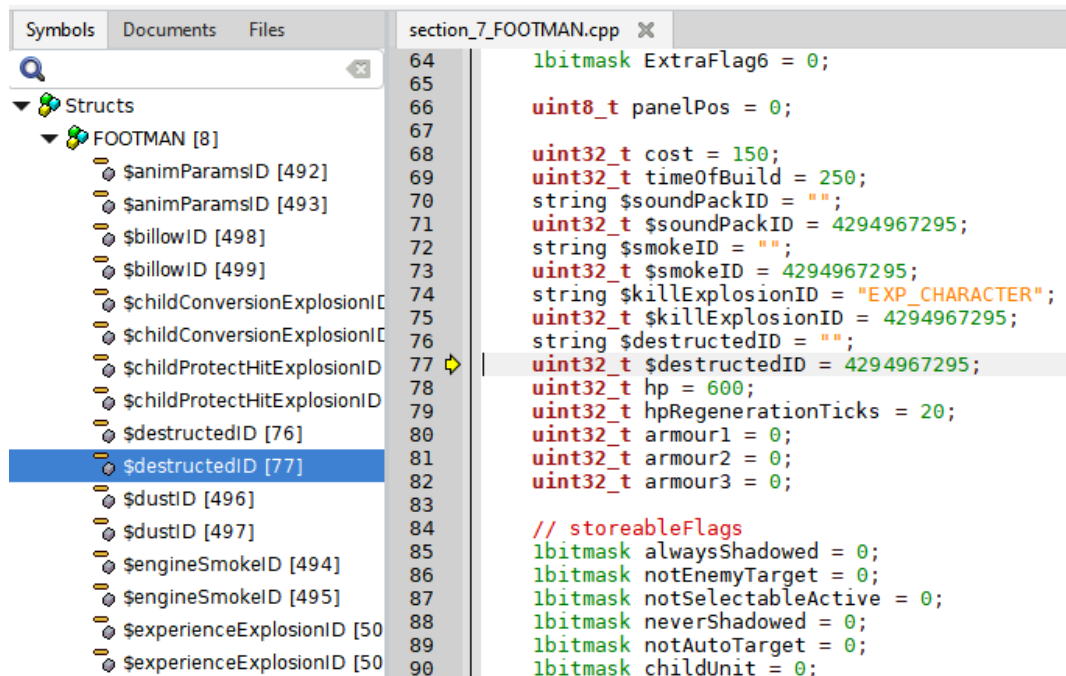 Symbols Documents Files
Structs
FOOTMAN [8]
$animParamsID [492]
$animParamsID [493]
$billowID [498]
$billowID [499]
$childConversionExplosionID
$childConversionExplosionID
$childProtectHitExplosionID
$childProtectHitExplosionID
$destructedID [76]
$destructedID [77]
$dustID [496]
$dustID [497]
$engineSmokeID [494]
$engineSmokeID [495]
$experienceExplosionID [50
$experienceExplosionID [50
section_7_FOOTMAN.cpp
64 1bitmask ExtraFlag6 = 0;
65
66 uint8_t panelPos = 0;
67
68 uint32_t cost = 150;
69 uint32_t timeOfBuild = 250;
70 string $soundPackID = "";
71 uint32_t $soundPackID = 4294967295;
72 string $smokeID = "";
73 uint32_t $smokeID = 4294967295;
74 string $killExplosionID = "EXP_CHARACTER";
75 uint32_t $killExplosionID = 4294967295;
76 string $destructedID = "";
77 uint32_t $destructedID = 4294967295;
78 uint32_t hp = 600;
79 uint32_t hpRegenerationTicks = 20;
80 uint32_t armour1 = 0;
81 uint32_t armour2 = 0;
82 uint32_t armour3 = 0;
83
84 // storeableFlags
85 1bitmask alwaysShadowed = 0;
86 1bitmask notEnemyTarget = 0;
87 1bitmask notSelectableActive = 0;
88 1bitmask neverShadowed = 0;
89 1bitmask notAutoTarget = 0;
90 1bitmask childUnit = 0;